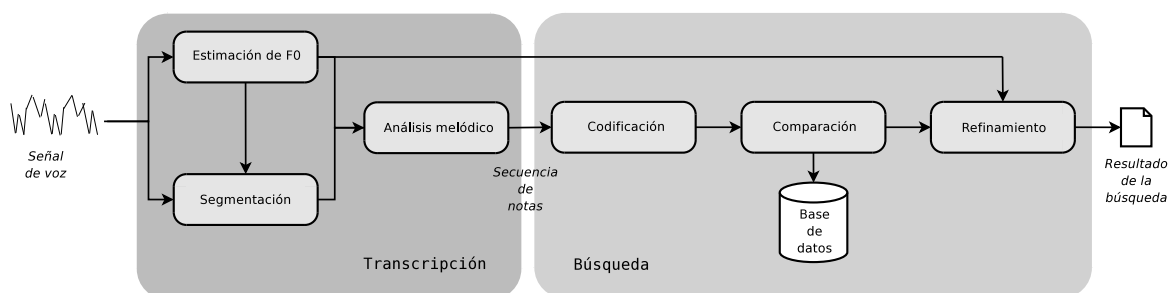 Señal
de voz
Estimación de F0
Segmentación
Análisis melódico
Transcripción
Secuencia
de
notas
Codificación
Comparación
Base
de
datos
Refinamiento
Búsqueda
Resultado
de la
búsqueda